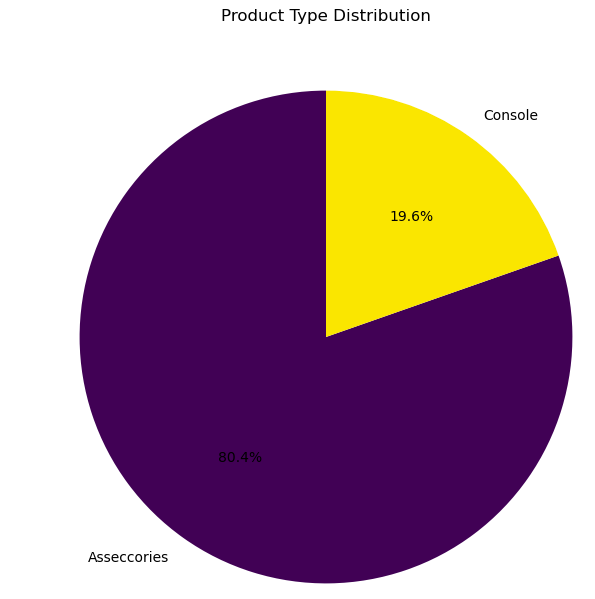 Product Type Distribution
Console
19.6%
80.4%
Asseccories